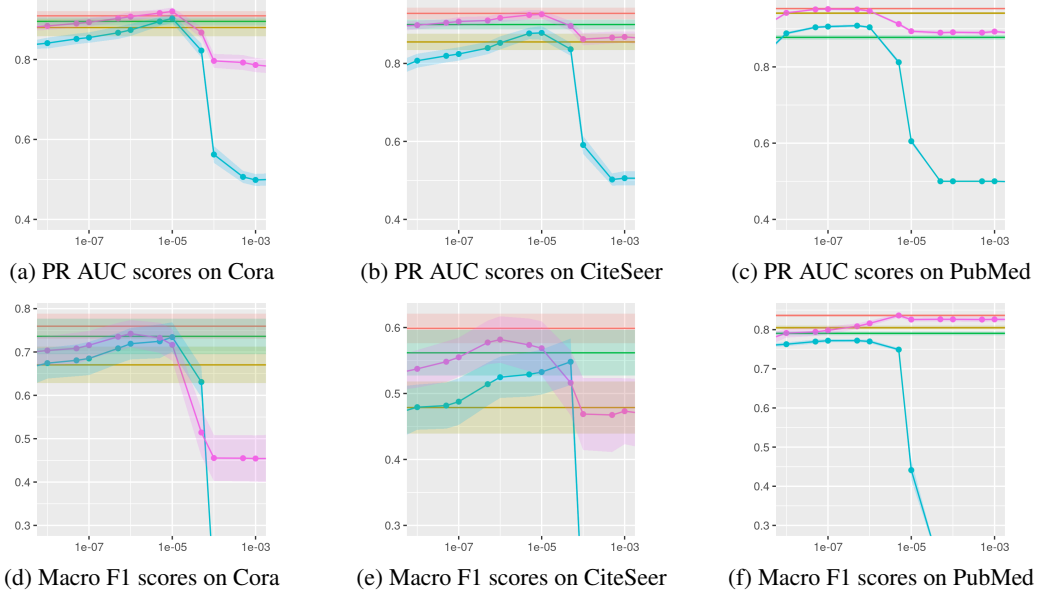 0.8
0.6
0.4
1e-07 1e-05 1e-03
(a) PR AUC scores on Cora
0.8
0.6
0.4
1e-07 1e-05 1e-03
(b) PR AUC scores on CiteSeer
0.8
0.6
0.4
1e-07 1e-05 1e-03
(c) PR AUC scores on PubMed
0.8
0.7
0.6
0.5
0.4
0.3
1e-07 1e-05 1e-03
(d) Macro F1 scores on Cora
0.6
0.5
0.4
0.3
1e-07 1e-05 1e-03
(e) Macro F1 scores on CiteSeer
0.8
0.7
0.6
0.5
0.4
0.3
1e-07 1e-05 1e-03
(f) Macro F1 scores on PubMed